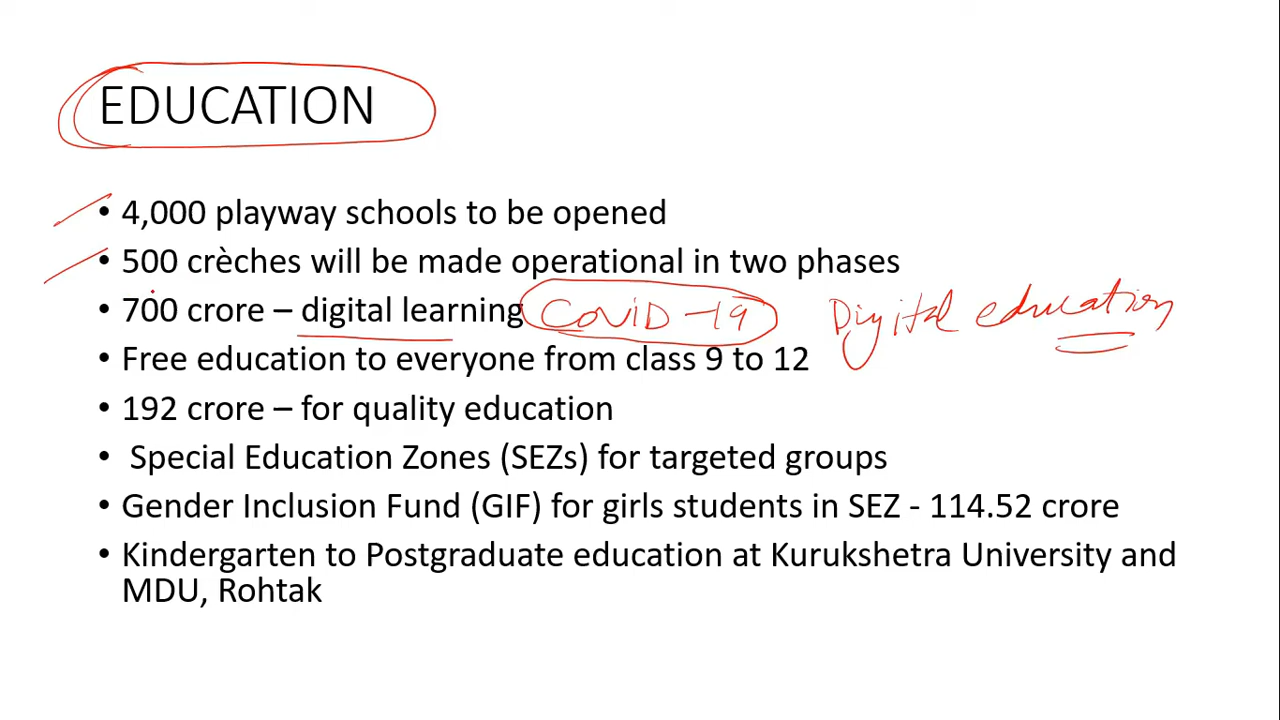 EDUCATION
• 4,000 playway schools to be opened
• 500 crèches will be made operational in two phases
• 700 crore – digital learning COVID-19 Digital education
• Free education to everyone from class 9 to 12
• 192 crore – for quality education
• Special Education Zones (SEZs) for targeted groups
• Gender Inclusion Fund (GIF) for girls students in SEZ - 114.52 crore
• Kindergarten to Postgraduate education at Kurukshetra University and
MDU, Rohtak